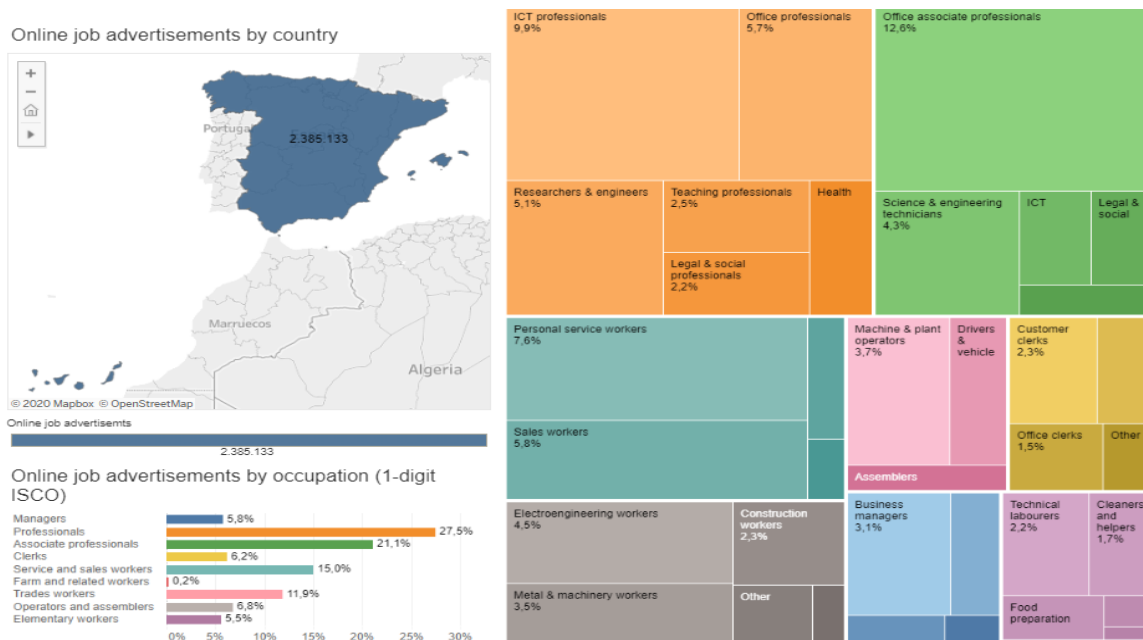 Online job advertisements by country
Portugal
2.385.133
Marruecos
Algeria
© 2020 Mapbox © OpenStreetMap
Online job advertisemts
2.385.133
Online job advertisements by occupation (1-digit
ISCO)
Managers 5,8%
Professionals 27,5%
Associate professionals 21,1%
Clerks 6,2%
Service and sales workers 15,0%
Farm and related workers 0,2%
Trades workers 11,9%
Operators and assemblers 6,8%
Elementary workers 5,5%
0% 5% 10% 15% 20% 25% 30%
ICT professionals
9,9%
Office professionals
5,7%
Researchers & engineers
5,1%
Teaching professionals
2,5%
Legal & social
professionals
2,2%
Health
Office associate professionals
12,6%
Science & engineering
technicians
4,3%
ICT
Legal &
social
Personal service workers
7,6%
Sales workers
5,8%
Machine & plant
operators
3,7%
Drivers
&
vehicle
Assemblers
Customer
clerks
2,3%
Office clerks
1,5%
Other
Electroengineering workers
4,5%
Metal & machinery workers
3,5%
Construction
workers
2,3%
Other
Business
managers
3,1%
Technical
labourers
2,2%
Cleaners
and
helpers
1,7%
Food
preparation